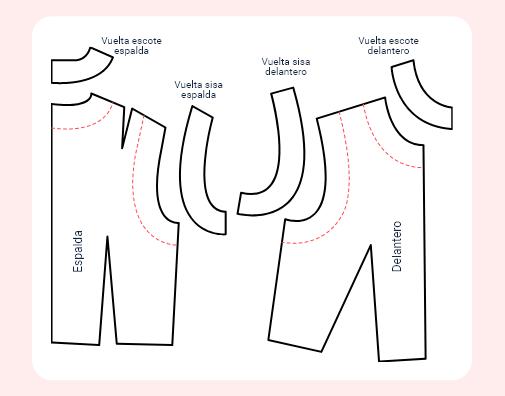 Vuelta escote
espalda
Vuelta sisa
espalda
Vuelta sisa
delantero
Vuelta escote
delantero
Espalda
Delantero